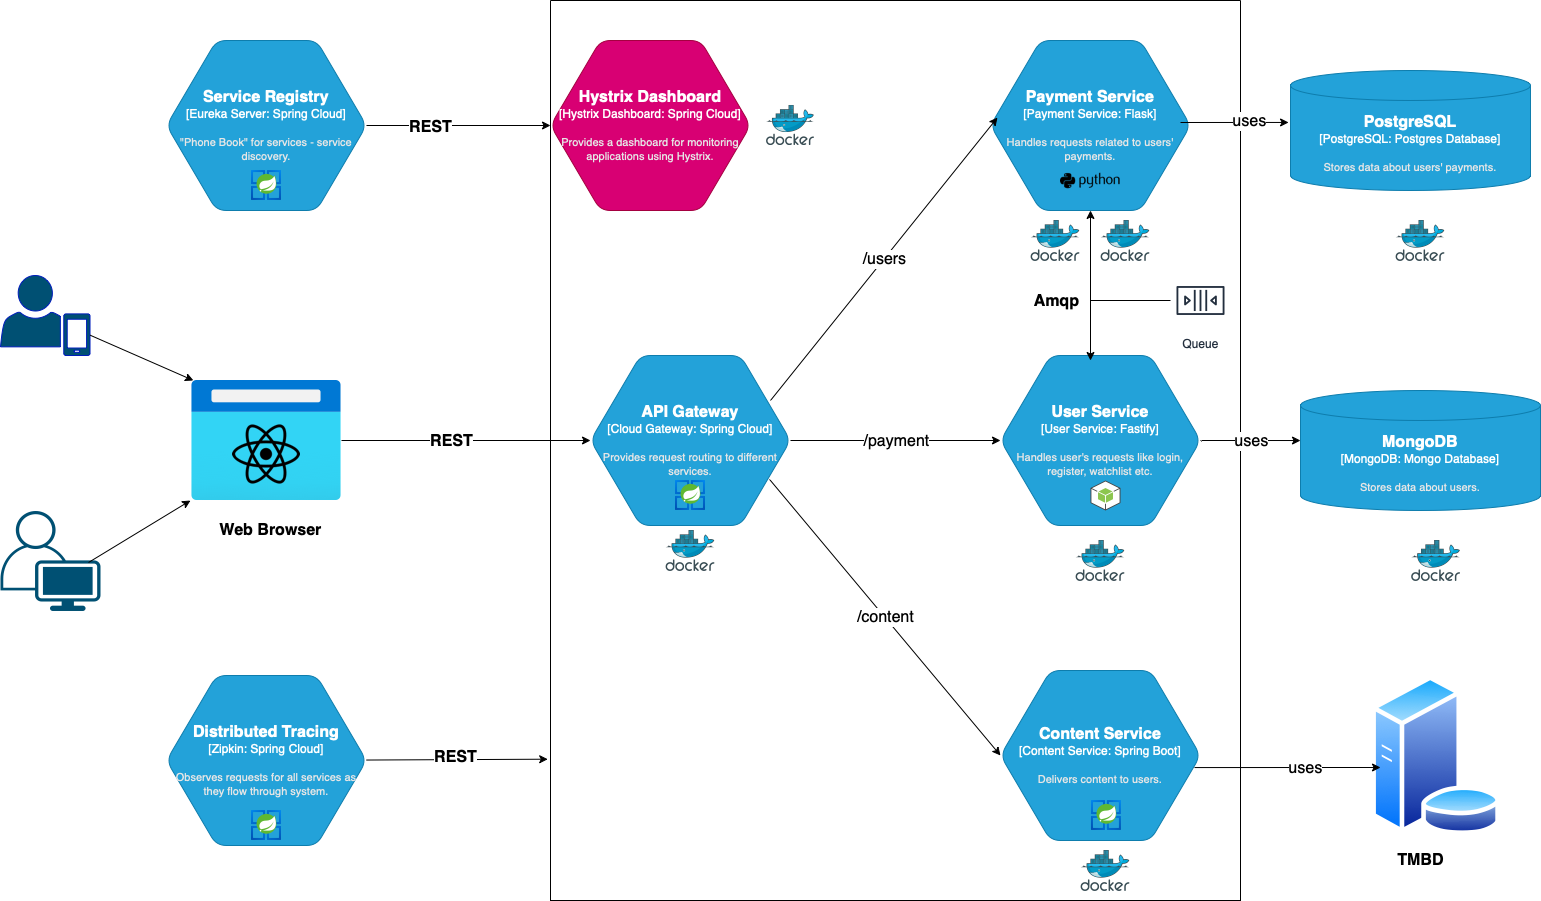 Service Registry
[Eureka Server: Spring Cloud]
"Phone Book" for services - service
discovery.
REST
Hystrix Dashboard
[Hystrix Dashboard: Spring Cloud]
Provides a dashboard for monitoring
applications using Hystrix.
docker
Payment Service
[Payment Service: Flask]
Handles requests related to users'
payments.
python
docker
docker
uses
PostgreSQL
[PostgreSQL: Postgres Database]
Stores data about users' payments.
docker
/users
Amqp
Queue
Web Browser
REST
API Gateway
[Cloud Gateway: Spring Cloud]
Provides request routing to different
services.
docker
/payment
User Service
[User Service: Fastify]
Handles user's requests like login,
register, watchlist etc.
docker
uses
MongoDB
[MongoDB: Mongo Database]
Stores data about users.
docker
/content
Distributed Tracing
[Zipkin: Spring Cloud]
Observes requests for all services as
they flow through system.
REST
Content Service
[Content Service: Spring Boot]
Delivers content to users.
docker
uses
TMBD